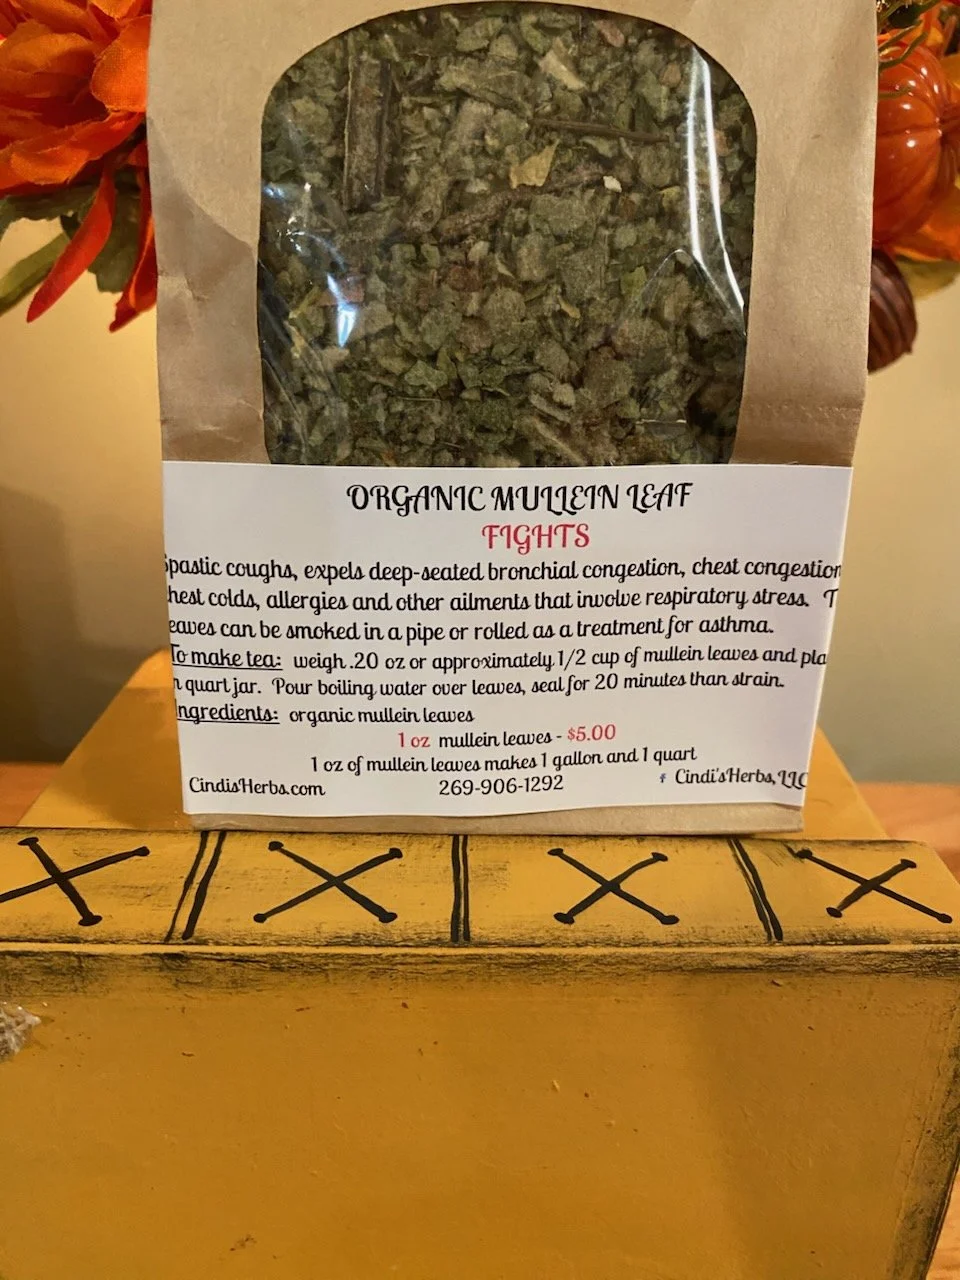 ORGANIC MULLEIN LEAF
FIGHTS
Spastic coughs, expels deep-seated bronchial congestion, chest congestion
hest colds, allergies and other ailments that involve respiratory stress. T
eaves can be smoked in a pipe or rolled as a treatment for asthma.
To make tea: weigh .20 oz or approximately 1/2 cup of mullein leaves and pla
n quart jar. Pour boiling water over leaves, seal for 20 minutes than strain.
Ingredients: organic mullein leaves
1 oz mullein leaves - $5.00
1 oz of mullein leaves makes 1 gallon and 1 quart
CindisHerbs.com 269-906-1292 f Cindi'sHerbs, LLC